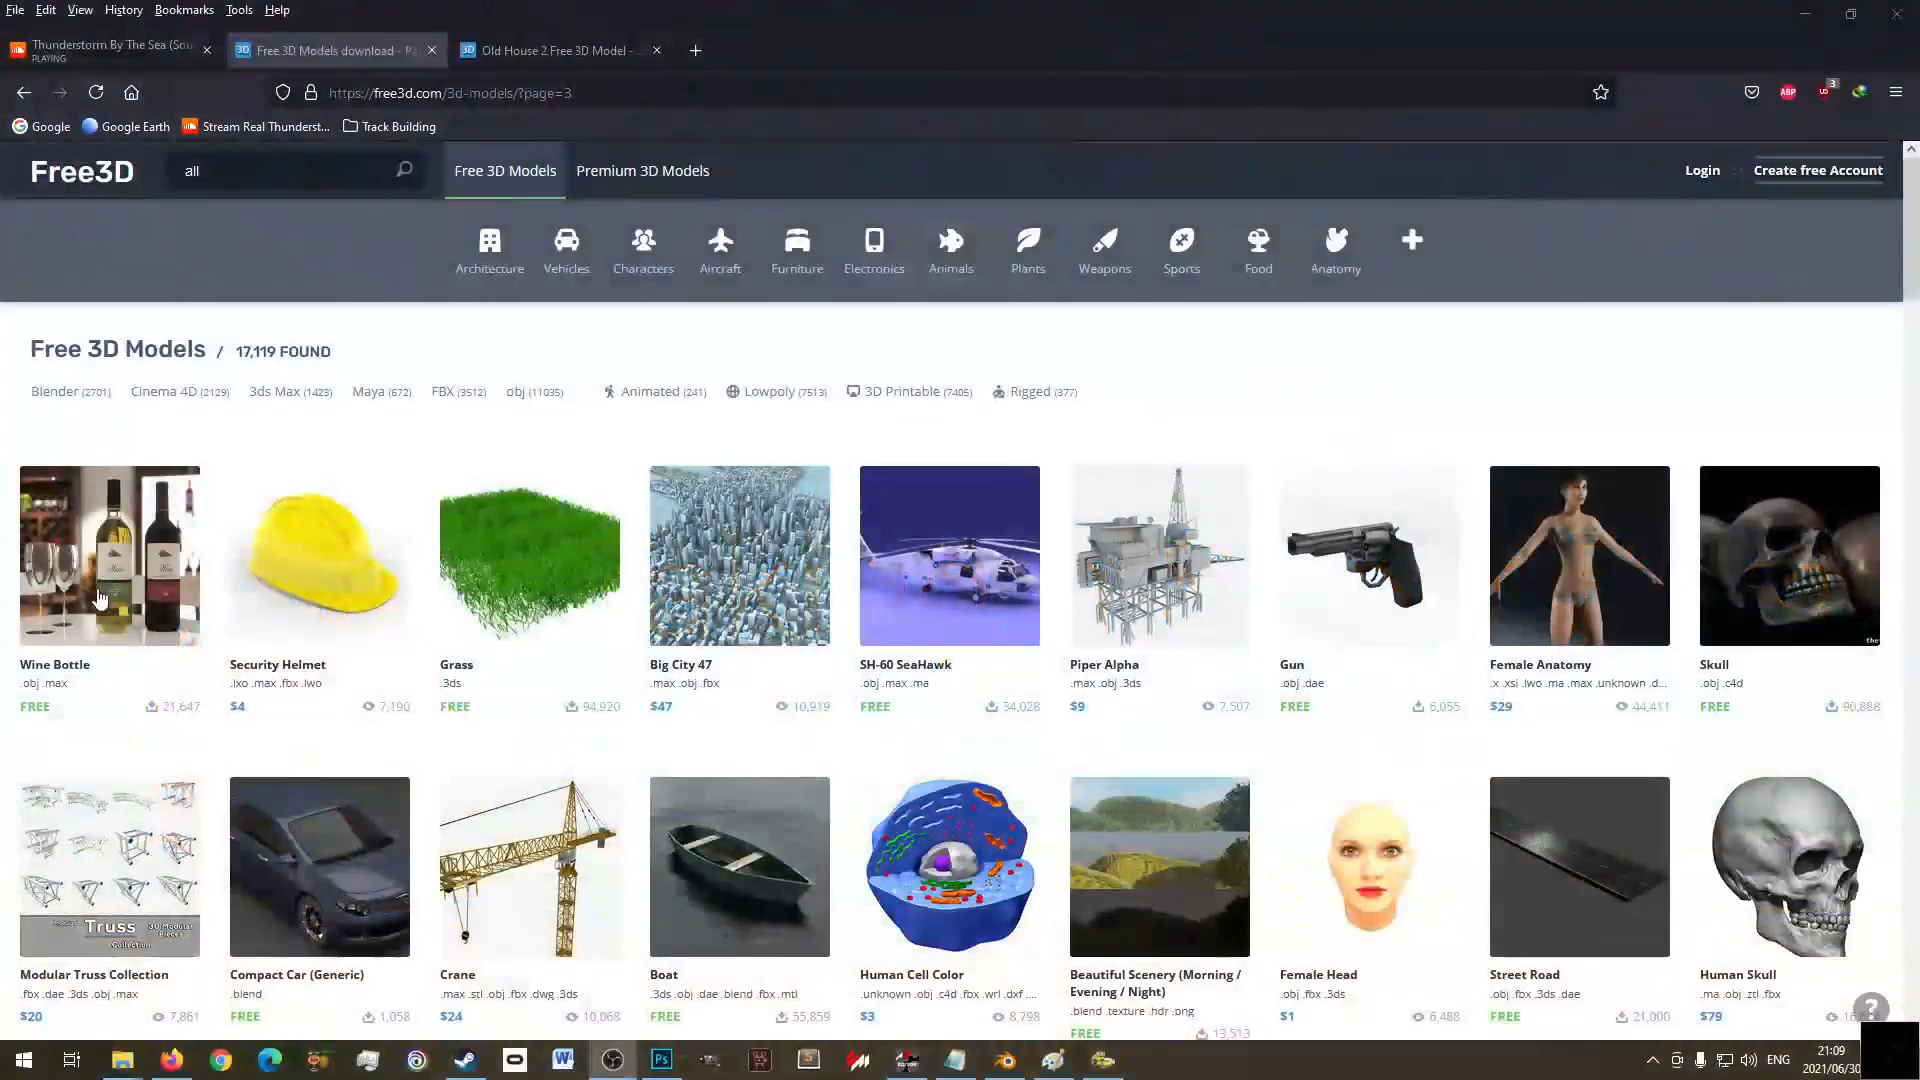 File Edit View History Bookmarks Tools Help
Thunderstorm By The Sea (Sou
PLAYING
Free 3D Models download - Pa
Old House 2 Free 3D Model - ...
https://free3d.com/3d-models/?page=3
ABP
3
Google Google Earth Stream Real Thunderst... Track Building
Free3D
all
Free 3D Models Premium 3D Models
Login Create free Account
Architecture Vehicles Characters Aircraft Furniture Electronics Animals Plants Weapons Sports Food Anatomy
Free 3D Models / 17,119 FOUND
Blender (2701) Cinema 4D (2129) 3ds Max (1423) Maya (672) FBX (3512) obj (11035) Animated (241) Lowpoly (7513) 3D Printable (7405) Rigged (377)
Wine Bottle Security Helmet Grass Big City 47 SH-60 SeaHawk Piper Alpha Gun Female Anatomy Skull
.obj .max .lxo .max .fbx .lwo .3ds .max .obj .fbx .obj .max .ma .max .obj .3ds .obj .dae .x .xsi .lwo .ma .max .unknown .d... .obj .c4d
FREE 21,647 $4 7,190 FREE 94,920 $47 10,919 FREE 34,028 $9 7,507 FREE 6,055 $29 44,411 FREE 90,888
Truss
3D Modular
Pieces
Collection
Modular Truss Collection Compact Car (Generic) Crane Boat Human Cell Color Beautiful Scenery (Morning / Evening / Night) Female Head Street Road Human Skull
.fbx .dae .3ds .obj .max .blend .max .stl .obj .fbx .dwg .3ds .3ds .obj .dae .blend .fbx .mtl .unknown .obj .c4d .fbx .wrl .dxf .... .blend .texture .hdr .png .obj .fbx .3ds .obj .fbx .3ds .dae .ma .obj .ztl .fbx
$20 7,861 FREE 1,058 $24 10,068 FREE 55,859 $3 8,798 FREE 13,513 $1 6,488 FREE 21,000 $79
?
ENG
21:09
2021/06/30